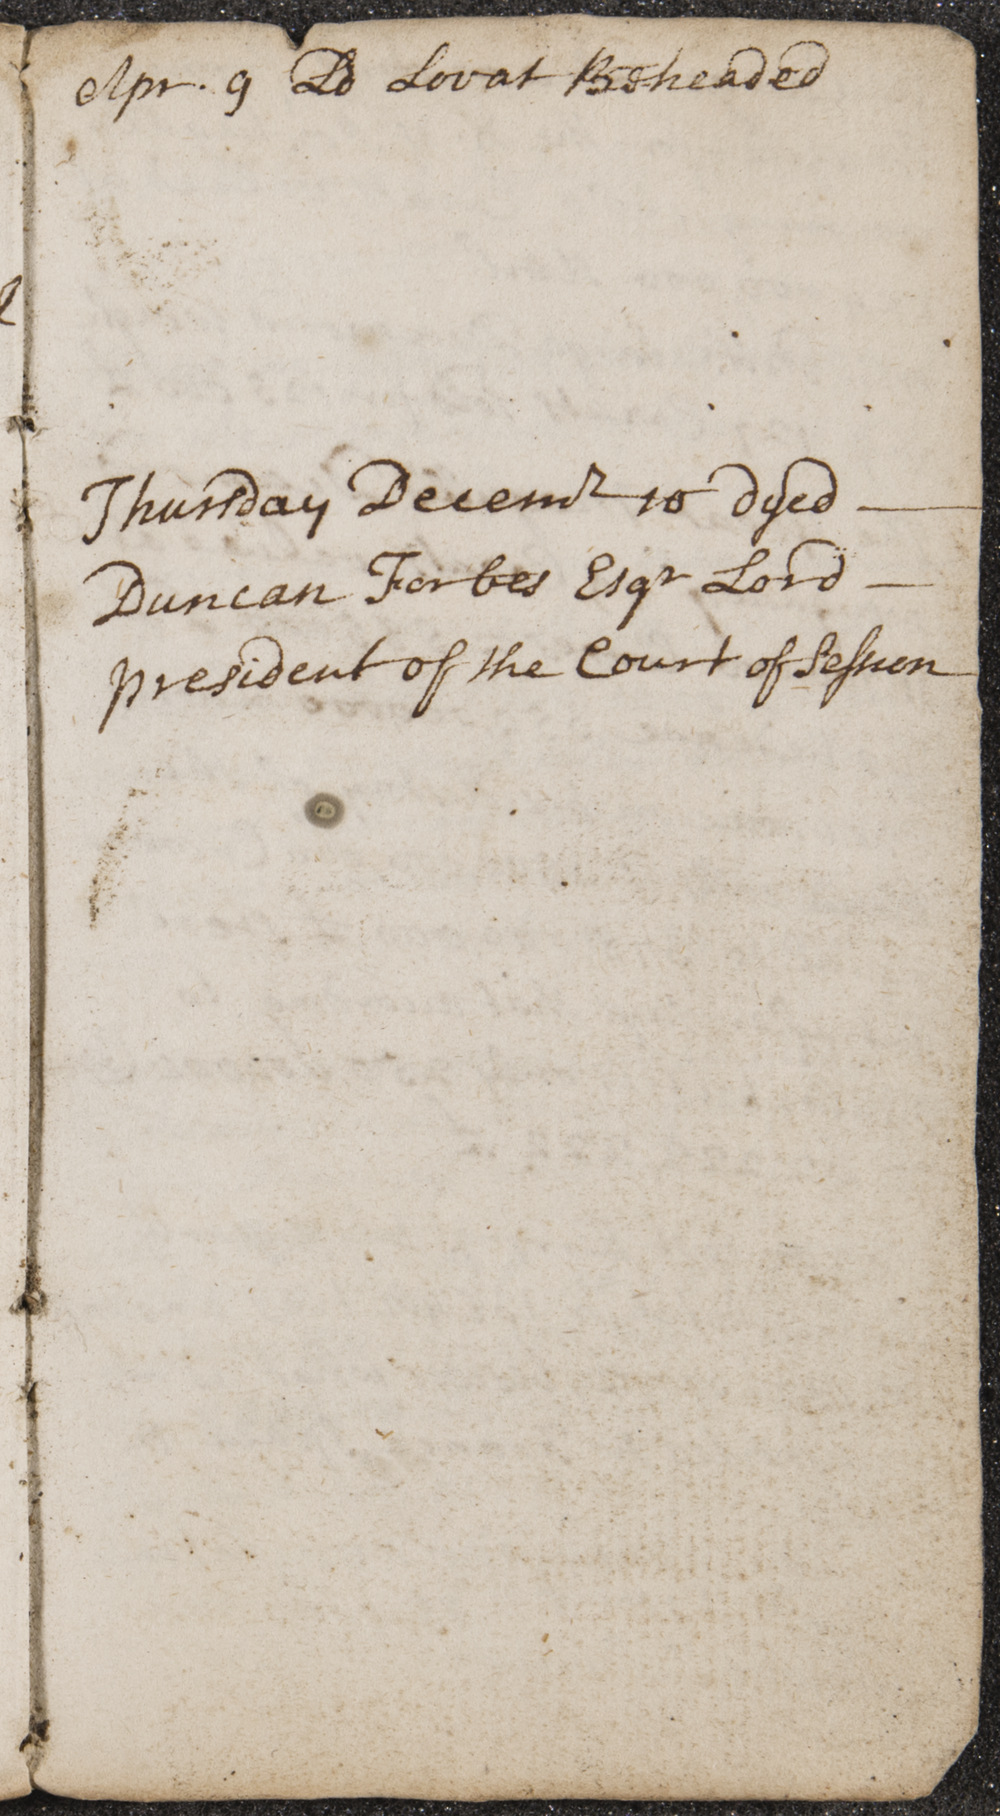 Apr. 9 Ld Lovat Beheaded
Thursday Decemr 10 dyed —
Duncan Forbes Esqr Lord —
president of the Court of Session